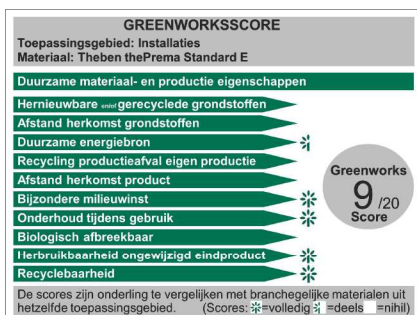 GREENWORKSSCORE
Toepassingsgebied: Installaties
Materiaal: Theben thePrema Standard E
Duurzame materiaal- en productie eigenschappen
Hernieuwbare en/of gerecyclede grondstoffen
Afstand herkomst grondstoffen
Duurzame energiebron
Recycling productieafval eigen productie
Afstand herkomst product
Bijzondere milieuwinst
Onderhoud tijdens gebruik
Biologisch afbreekbaar
Herbruikbaarheid ongewijzigd eindproduct
Recyclebaarheid
Greenworks
9 /20
Score
De scores zijn onderling te vergelijken met branchegelijke materialen uit
hetzelfde toepassingsgebied. (Scores: =volledig =deels =nihil)